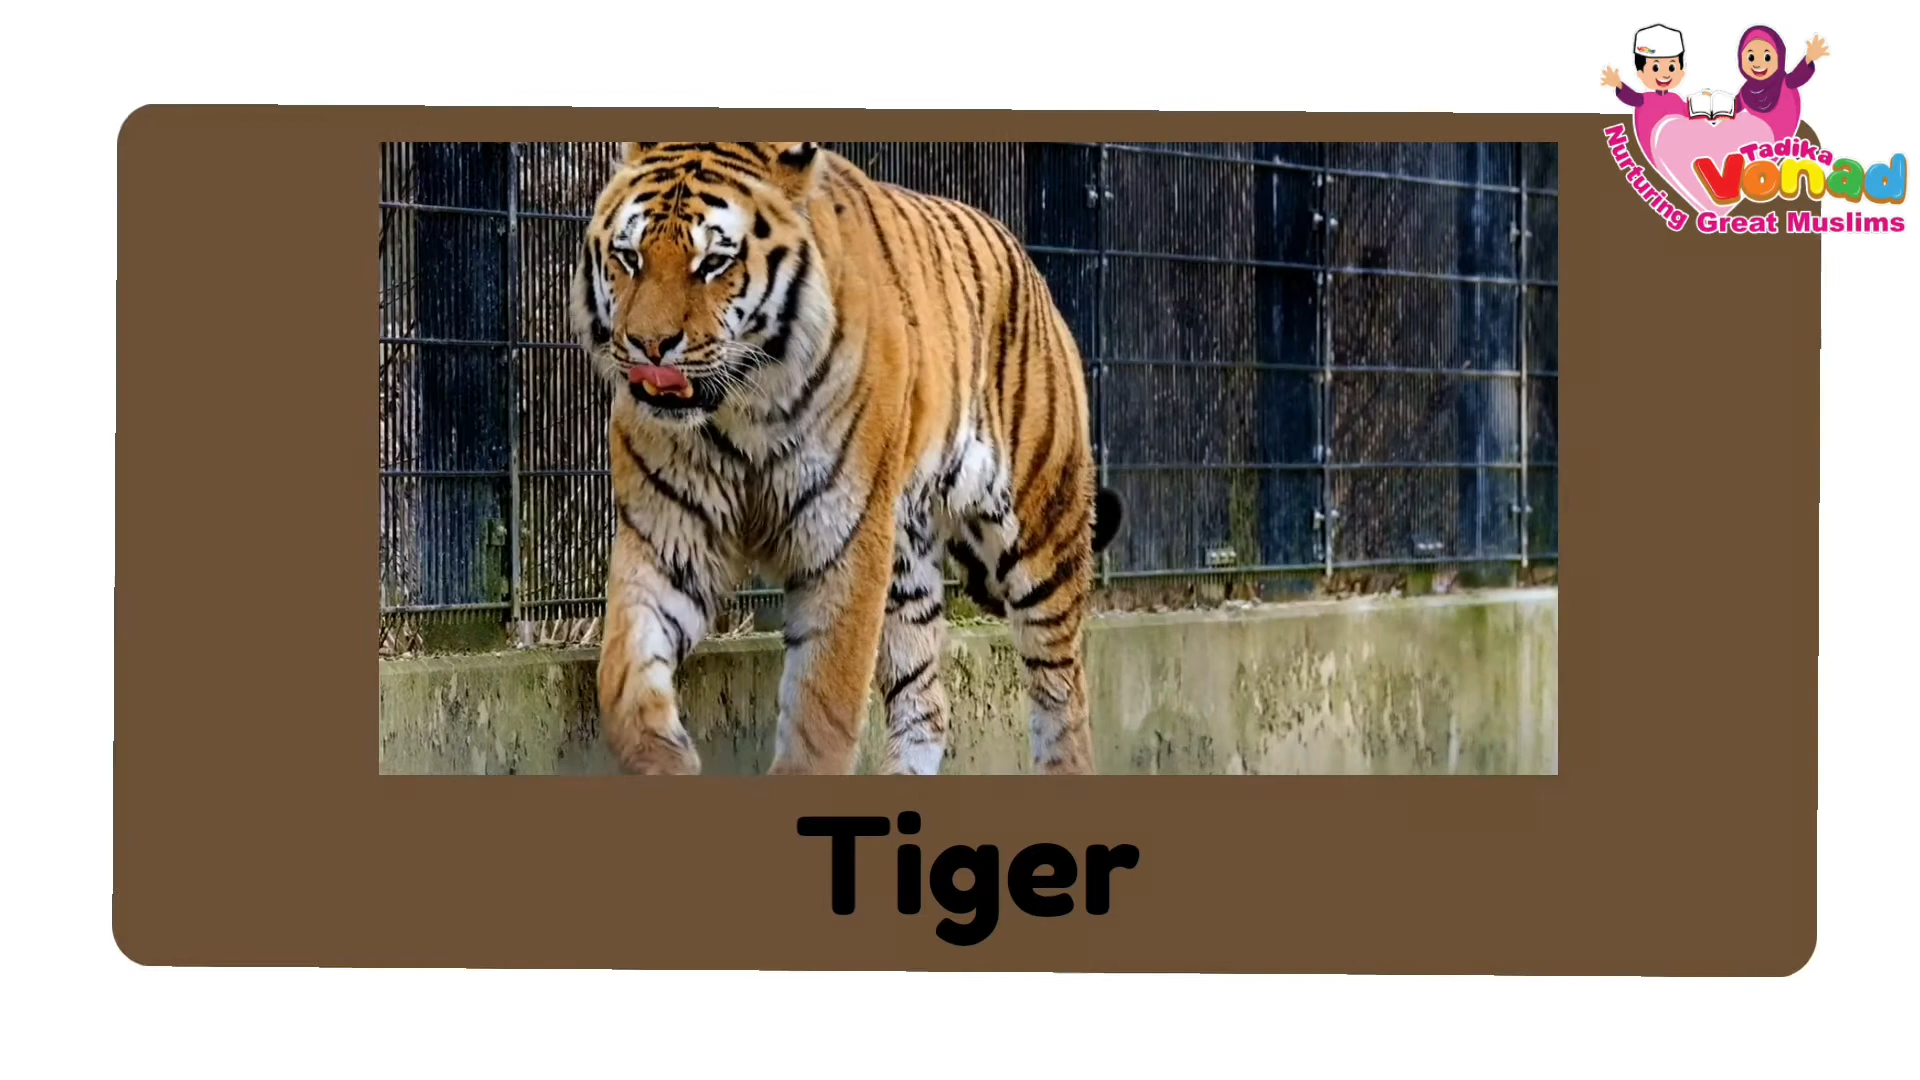 Tadika
Vonad
Nurturing Great Muslims
Tiger